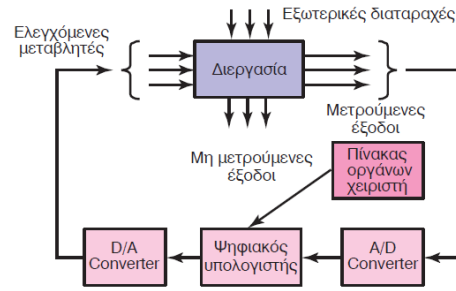 Εξωτερικές διαταραχές
Ελεγχόμενες
μεταβλητές
Διεργασία
Μετρούμενες
έξοδοι
Μη μετρούμενες
έξοδοι
Πίνακας
οργάνων
χειριστή
D/A
Converter
Ψηφιακός
υπολογιστής
A/D
Converter